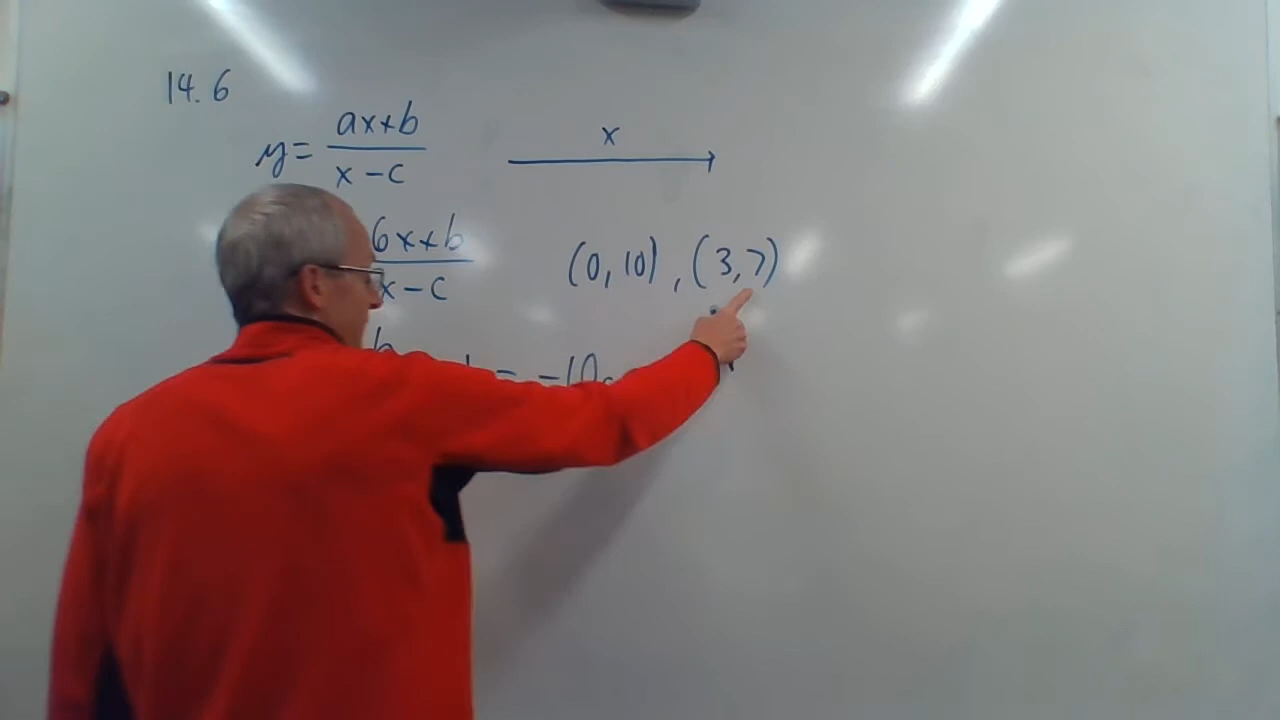 14.6
y = ax+b / x-c
x
6x+b / x-c
(0, 10), (3, 7)
b = -10c